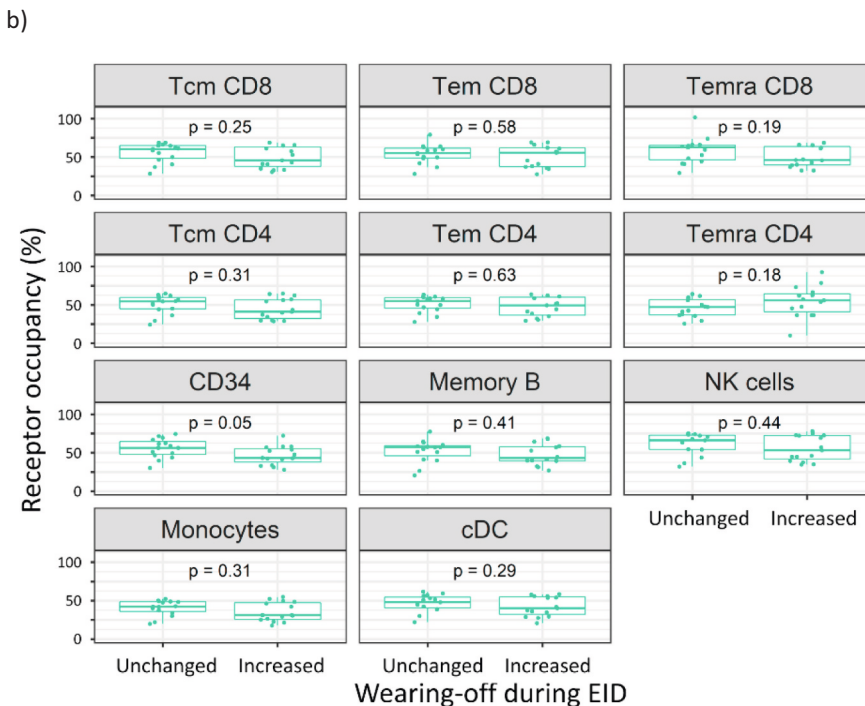 b)
Tcm CD8 Tem CD8 Temra CD8
100
50
0
p = 0.25 p = 0.58 p = 0.19
Tcm CD4 Tem CD4 Temra CD4
100
50
0
p = 0.31 p = 0.63 p = 0.18
CD34 Memory B NK cells
100
50
0
p = 0.05 p = 0.41 p = 0.44
Unchanged Increased
Monocytes cDC
100
50
0
p = 0.31 p = 0.29
Unchanged Increased Unchanged Increased
Receptor occupancy (%)
Wearing-off during EID